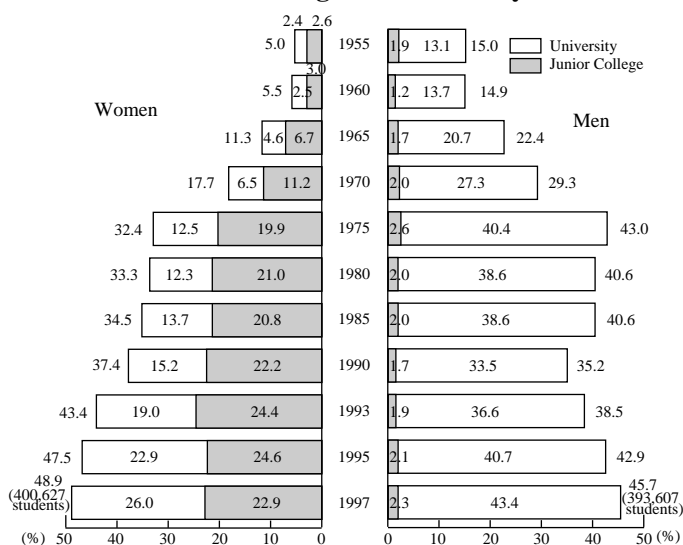 2.4 2.6
5.0 1955 1.9 13.1 15.0 University
Junior College
3.0
5.5 2.5 1960 1.2 13.7 14.9
Women Men
11.3 4.6 6.7 1965 1.7 20.7 22.4
17.7 6.5 11.2 1970 2.0 27.3 29.3
32.4 12.5 19.9 1975 2.6 40.4 43.0
33.3 12.3 21.0 1980 2.0 38.6 40.6
34.5 13.7 20.8 1985 2.0 38.6 40.6
37.4 15.2 22.2 1990 1.7 33.5 35.2
43.4 19.0 24.4 1993 1.9 36.6 38.5
47.5 22.9 24.6 1995 2.1 40.7 42.9
48.9 45.7
(400,627 (393,607
students) 26.0 22.9 1997 2.3 43.4 students)
(%) 50 40 30 20 10 0 0 10 20 30 40 50 (%)